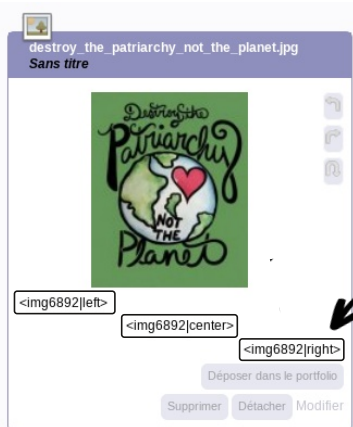 destroy_the_patriarchy_not_the_planet.jpg
Sans titre
Destroy the
Patriarchy
NOT
THE
Planet
<img6892|left>
<img6892|center>
<img6892|right>
Déposer dans le portfolio
Supprimer Détacher Modifier